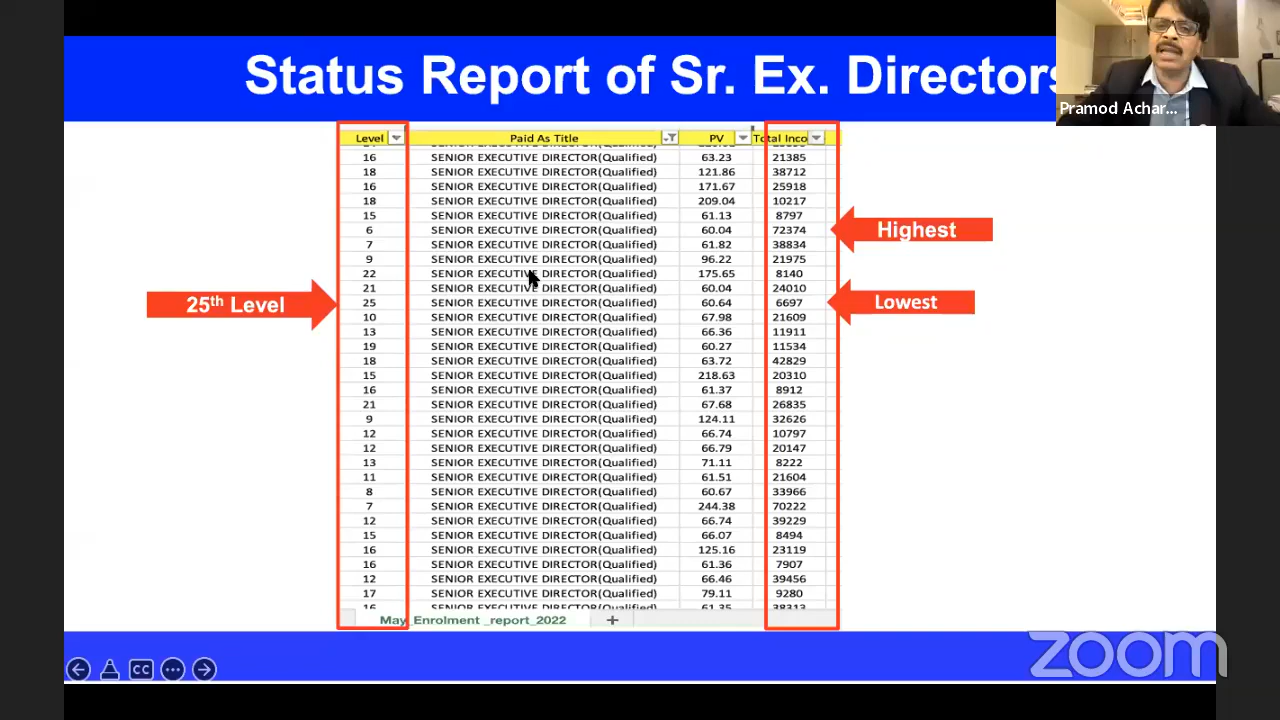 Status Report of Sr. Ex. Directors
Pramod Achar...
Level Paid As Title PV Total Inco
16 SENIOR EXECUTIVE DIRECTOR(Qualified) 63.23 21385
18 SENIOR EXECUTIVE DIRECTOR(Qualified) 121.86 38712
16 SENIOR EXECUTIVE DIRECTOR(Qualified) 171.67 25918
18 SENIOR EXECUTIVE DIRECTOR(Qualified) 209.04 10217
15 SENIOR EXECUTIVE DIRECTOR(Qualified) 61.13 8797
6 SENIOR EXECUTIVE DIRECTOR(Qualified) 60.04 72374
Highest
7 SENIOR EXECUTIVE DIRECTOR(Qualified) 61.82 38834
9 SENIOR EXECUTIVE DIRECTOR(Qualified) 96.22 21975
22 SENIOR EXECUTIVE DIRECTOR(Qualified) 175.65 8140
21 SENIOR EXECUTIVE DIRECTOR(Qualified) 60.04 24010
25th Level
25 SENIOR EXECUTIVE DIRECTOR(Qualified) 60.64 6697
Lowest
10 SENIOR EXECUTIVE DIRECTOR(Qualified) 67.98 21609
13 SENIOR EXECUTIVE DIRECTOR(Qualified) 66.36 11911
19 SENIOR EXECUTIVE DIRECTOR(Qualified) 60.27 11534
18 SENIOR EXECUTIVE DIRECTOR(Qualified) 63.72 42829
15 SENIOR EXECUTIVE DIRECTOR(Qualified) 218.63 20310
16 SENIOR EXECUTIVE DIRECTOR(Qualified) 61.37 8912
21 SENIOR EXECUTIVE DIRECTOR(Qualified) 67.68 26835
9 SENIOR EXECUTIVE DIRECTOR(Qualified) 124.11 32626
12 SENIOR EXECUTIVE DIRECTOR(Qualified) 66.74 10797
12 SENIOR EXECUTIVE DIRECTOR(Qualified) 66.79 20147
13 SENIOR EXECUTIVE DIRECTOR(Qualified) 71.11 8222
11 SENIOR EXECUTIVE DIRECTOR(Qualified) 61.51 21604
8 SENIOR EXECUTIVE DIRECTOR(Qualified) 60.67 33966
7 SENIOR EXECUTIVE DIRECTOR(Qualified) 244.38 70222
12 SENIOR EXECUTIVE DIRECTOR(Qualified) 66.74 39229
15 SENIOR EXECUTIVE DIRECTOR(Qualified) 66.07 8494
16 SENIOR EXECUTIVE DIRECTOR(Qualified) 125.16 23119
16 SENIOR EXECUTIVE DIRECTOR(Qualified) 61.36 7907
12 SENIOR EXECUTIVE DIRECTOR(Qualified) 66.46 39456
17 SENIOR EXECUTIVE DIRECTOR(Qualified) 79.11 9280
16 SENIOR EXECUTIVE DIRECTOR(Qualified) 61.35 38313
May_Enrolment _report_2022
CC
zoom